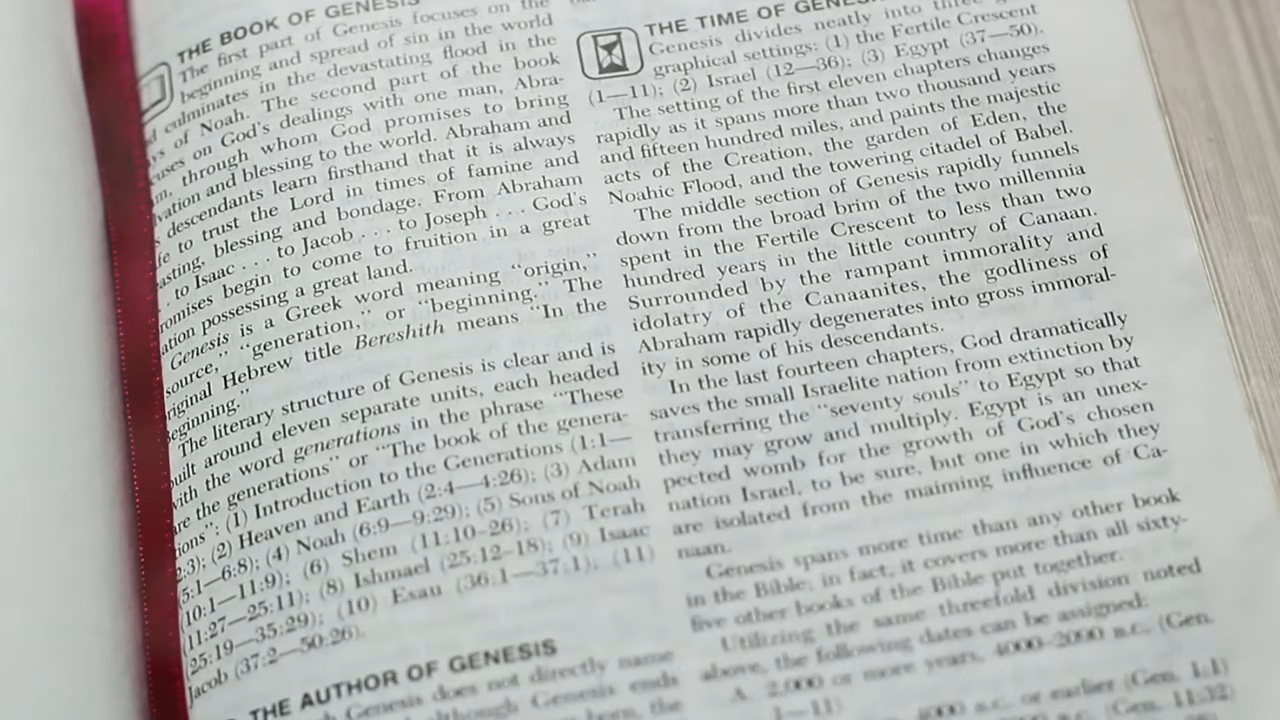 THE BOOK OF GENESIS
The first part of Genesis focuses on the
beginning and spread of sin in the world
culminates in the devastating flood in the
of Noah. The second part of the book
on God's dealings with one man, Abra-
through whom God promises to bring
and blessing to the world. Abraham and
descendants learn firsthand that it is always
to trust the Lord in times of famine and
blessing and bondage. From Abraham
. . . to Isaac . . . to Jacob . . . to Joseph . . . God's
begin to come to fruition in a great
possessing a great land.
Genesis is a Greek word meaning "origin,"
source," "generation," or "beginning." The
Hebrew title Bereshith means "In the
The literary structure of Genesis is clear and is
around eleven separate units, each headed
with the word generations in the phrase "These
are the generations" or "The book of the genera-
tions": (1) Introduction to the Generations (1:1—
2:3); (2) Heaven and Earth (2:4—4:26); (3) Adam
(5:1—6:8); (4) Noah (6:9—9:29); (5) Sons of Noah
(10:1—11:9); (6) Shem (11:10–26); (7) Terah
(11:27—25:11); (8) Ishmael (25:12–18); (9) Isaac
(25:19—35:29); (10) Esau (36:1—37:1); (11)
Jacob (37:2—50:26).
THE AUTHOR OF GENESIS
Genesis does not directly name
although Genesis ends
the
THE TIME OF GENESIS
Genesis divides neatly into three
graphical settings: (1) the Fertile Crescent
(1—11); (2) Israel (12—36); (3) Egypt (37—50).
The setting of the first eleven chapters changes
rapidly as it spans more than two thousand years
and fifteen hundred miles, and paints the majestic
acts of the Creation, the garden of Eden, the
Noahic Flood, and the towering citadel of Babel.
The middle section of Genesis rapidly funnels
down from the broad brim of the two millennia
spent in the Fertile Crescent to less than two
hundred years in the little country of Canaan.
Surrounded by the rampant immorality and
idolatry of the Canaanites, the godliness of
Abraham rapidly degenerates into gross immoral-
ity in some of his descendants.
In the last fourteen chapters, God dramatically
saves the small Israelite nation from extinction by
transferring the "seventy souls" to Egypt so that
they may grow and multiply. Egypt is an unex-
pected womb for the growth of God's chosen
nation Israel, to be sure, but one in which they
are isolated from the maiming influence of Ca-
naan.
Genesis spans more time than any other book
in the Bible; in fact, it covers more than all sixty-
five other books of the Bible put together.
Utilizing the same threefold division noted
above, the following dates can be assigned:
A. 2,000 or more years, 4000–2090 B.C. (Gen.
1—11)
4000 B.C. or earlier (Gen. 1:1)
(Gen. 11:32)